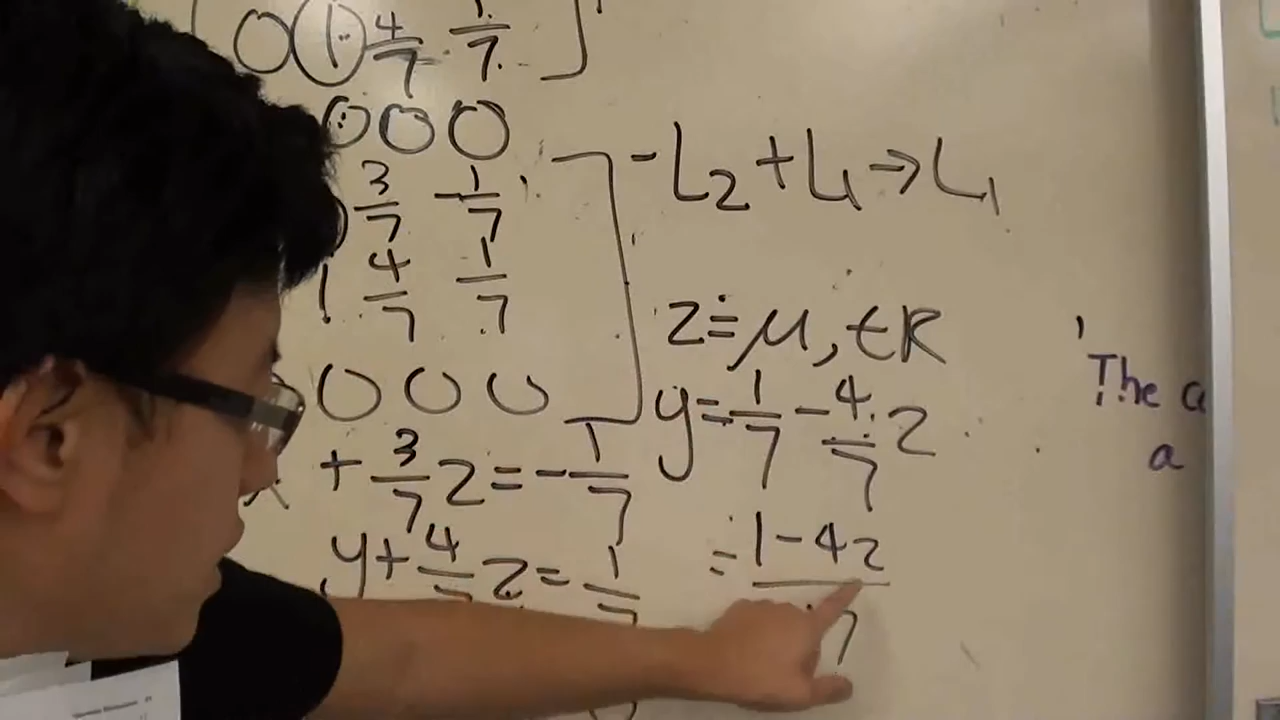 0 1 4/7 1/7
0 0 0
-L₂ + L₁ → L₁
3/7 -1/7
1 4/7 1/7
z = μ, ∈ R
0 0 0
y = 1/7 - 4/7 z
x + 3/7 z = -1/7
y + 4/7 z = 1/7
= 1-4z/7
The
a